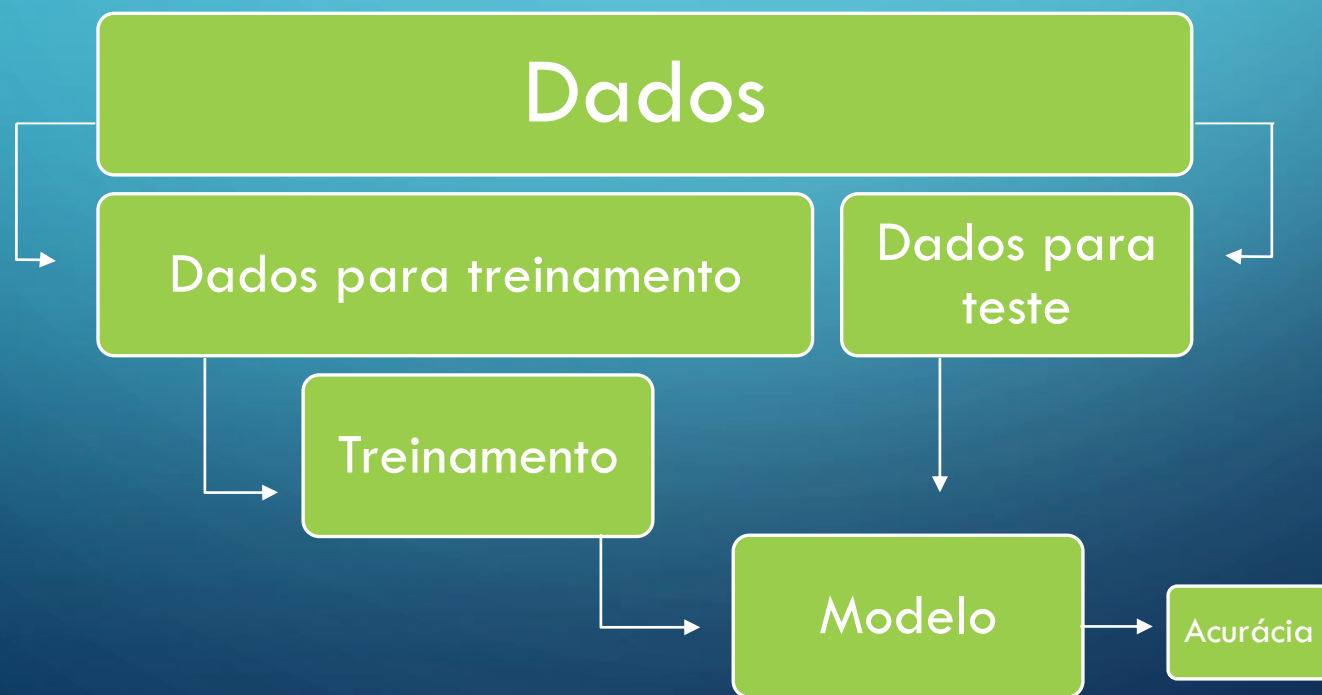 Dados
Dados para treinamento
Dados para
teste
Treinamento
Modelo
Acurácia